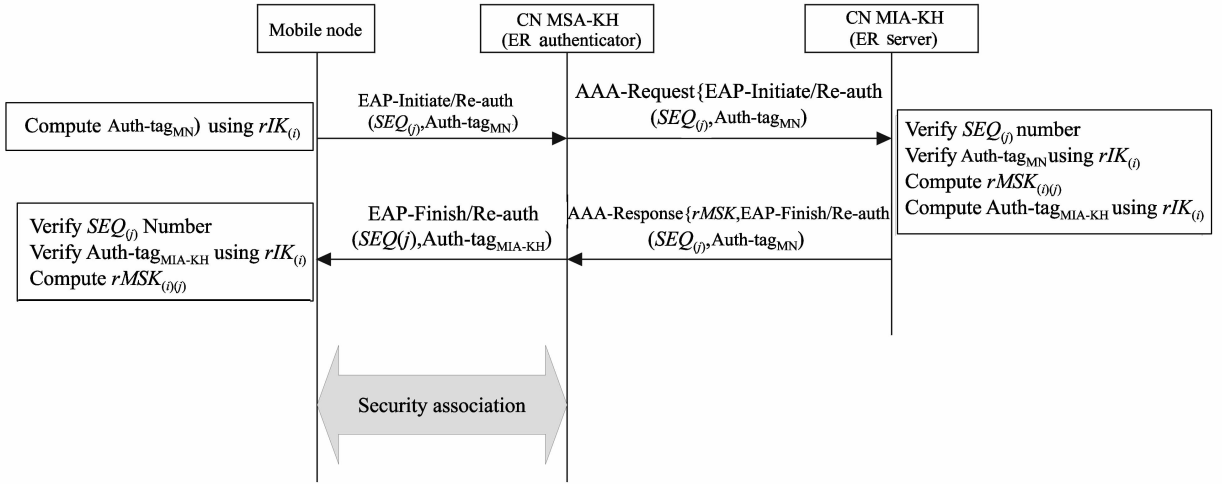 Mobile node
CN MSA-KH
(ER authenticator)
CN MIA-KH
(ER server)
Compute Auth-tagMN) using rIK(i)
EAP-Initiate/Re-auth
(SEQ(j),Auth-tagMN)
AAA-Request{EAP-Initiate/Re-auth
(SEQ(j),Auth-tagMN)
Verify SEQ(j) number
Verify Auth-tagMN using rIK(i)
Compute rMSK(i)(j)
Compute Auth-tagMIA-KH using rIK(i)
AAA-Response{rMSK,EAP-Finish/Re-auth
(SEQ(j),Auth-tagMN)
EAP-Finish/Re-auth
(SEQ(j),Auth-tagMIA-KH)
Verify SEQ(j) Number
Verify Auth-tagMIA-KH using rIK(i)
Compute rMSK(i)(j)
Security association